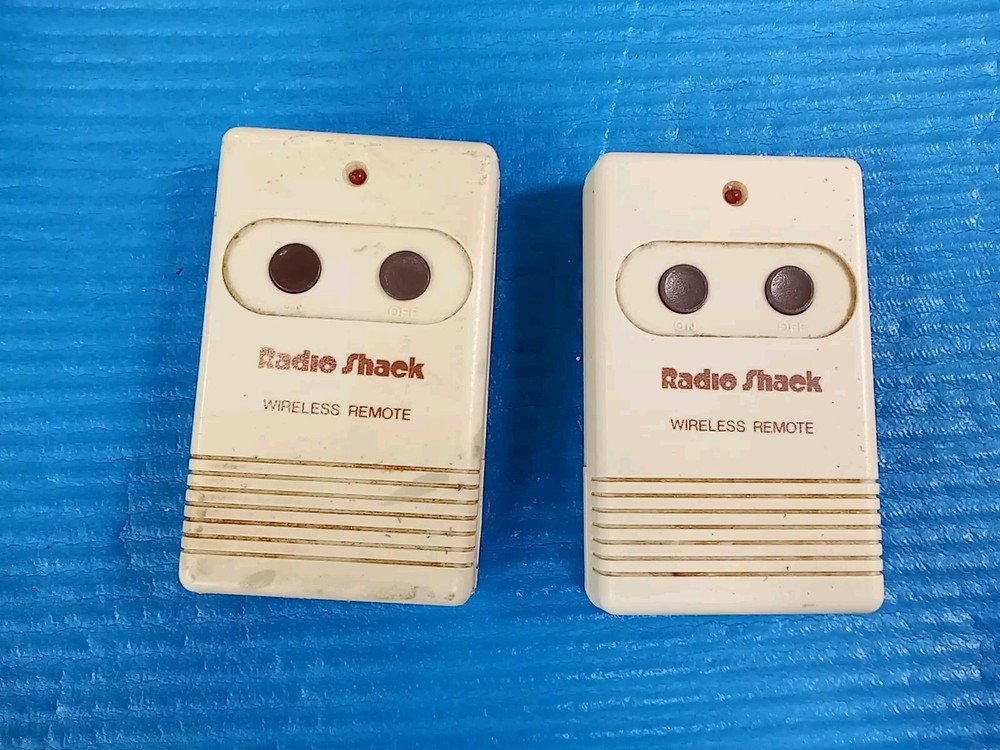 OFF
Radio Shack
WIRELESS REMOTE
ON OFF
Radio Shack
WIRELESS REMOTE